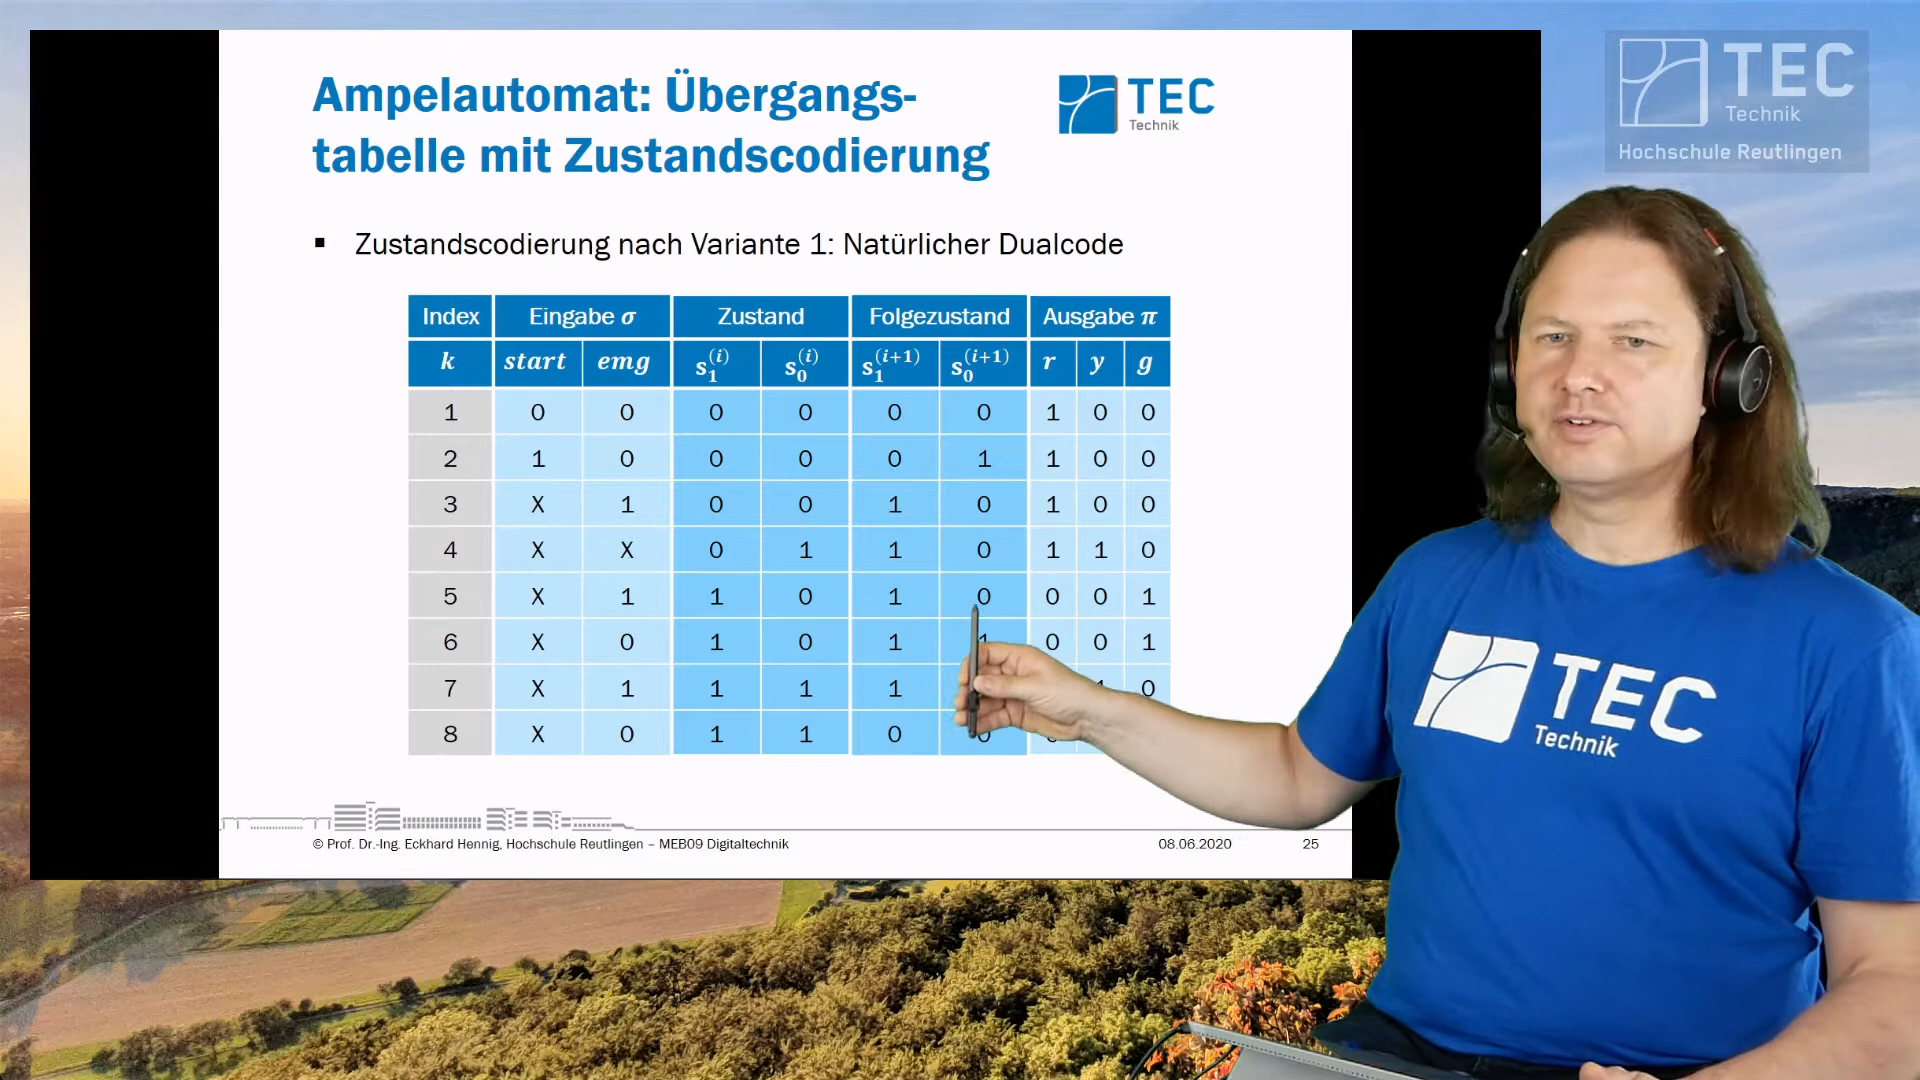 Ampelautomat: Übergangs-
tabelle mit Zustandscodierung
TEC
Technik
TEC
Technik
Hochschule Reutlingen
▪ Zustandscodierung nach Variante 1: Natürlicher Dualcode
Index Eingabe σ Zustand Folgezustand Ausgabe π
k start emg s₁⁽ⁱ⁾ s₀⁽ⁱ⁾ s₁⁽ⁱ⁺¹⁾ s₀⁽ⁱ⁺¹⁾ r y g
1 0 0 0 0 0 0 1 0 0
2 1 0 0 0 0 1 1 0 0
3 X 1 0 0 1 0 1 0 0
4 X X 0 1 1 0 1 1 0
5 X 1 1 0 1 0 0 0 1
6 X 0 1 0 1 1 0 0 1
7 X 1 1 1 1 0
8 X 0 1 1 0 0
TEC
Technik
© Prof. Dr.-Ing. Eckhard Hennig, Hochschule Reutlingen – MEB09 Digitaltechnik 08.06.2020 25